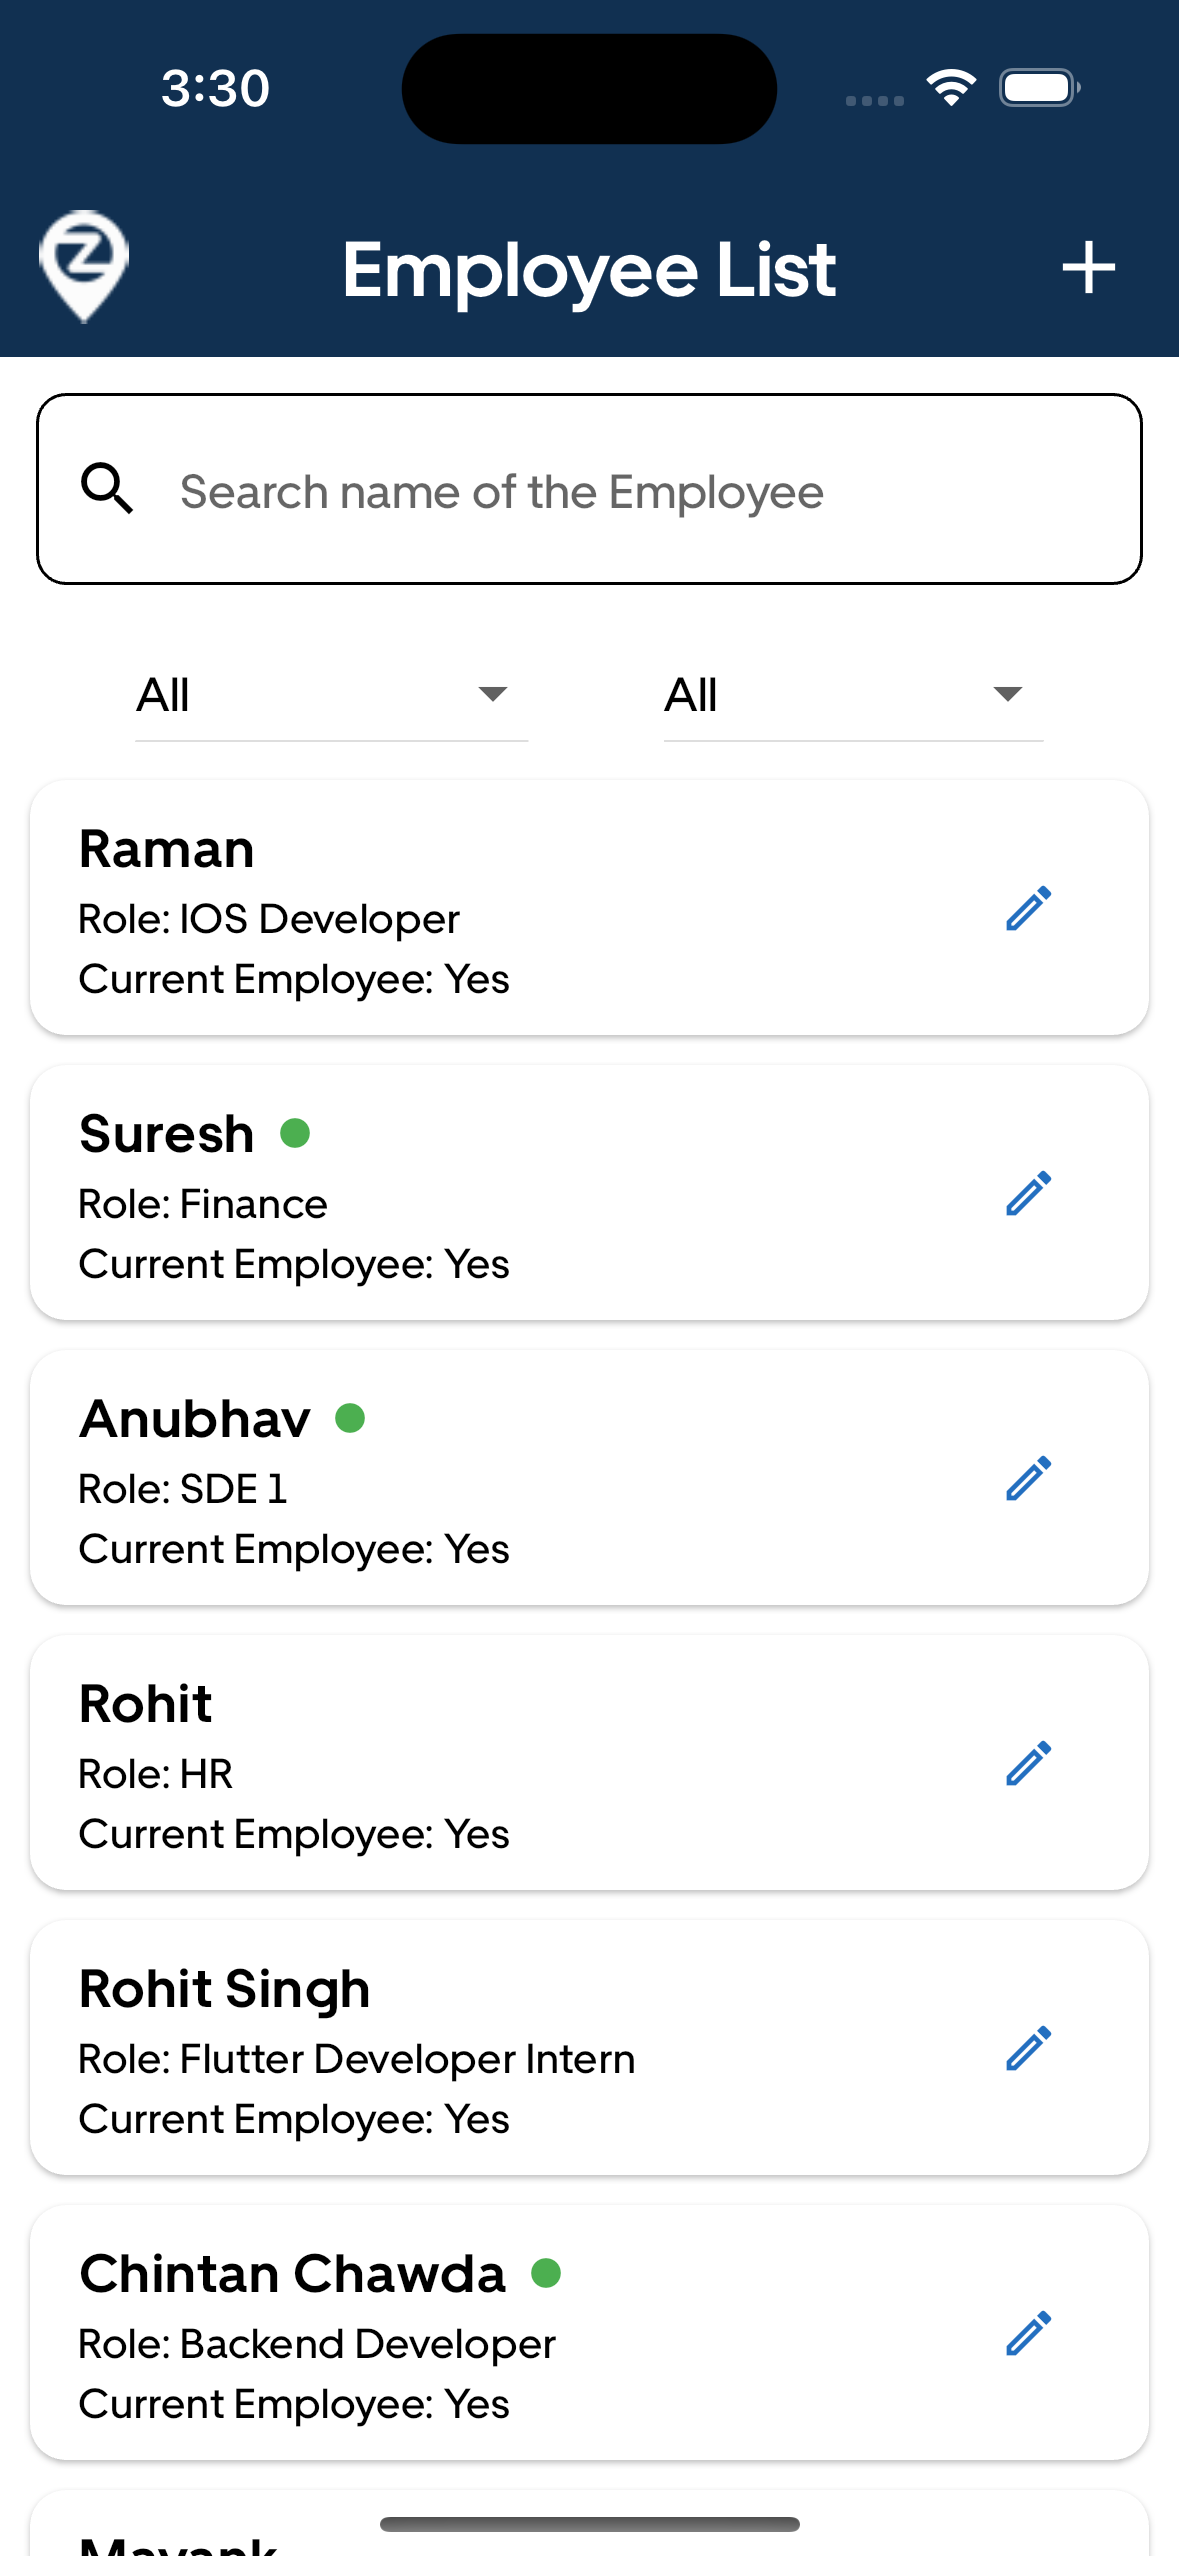 3:30
Employee List
Search name of the Employee
All All
Raman
Role: IOS Developer
Current Employee: Yes
Suresh
Role: Finance
Current Employee: Yes
Anubhav
Role: SDE 1
Current Employee: Yes
Rohit
Role: HR
Current Employee: Yes
Rohit Singh
Role: Flutter Developer Intern
Current Employee: Yes
Chintan Chawda
Role: Backend Developer
Current Employee: Yes
Mayank